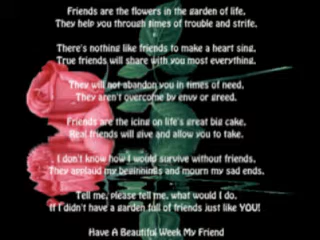 Friends are the flowers in the garden of life.
They help you through times of trouble and strife.
There's nothing like friends to make a heart sing,
True friends will share with you most everything.
They will not abandon you in times of need,
They aren't overcome by envy or greed.
Friends are the icing on life's great big cake.
Real friends will give and allow you to take.
I don't know how I would survive without friends,
They applaud my beginnings and mourn my sad ends.
Tell me, please tell me, what would I do,
If I didn't have a garden full of friends just like YOU!
Have A Beautiful Week My Friend